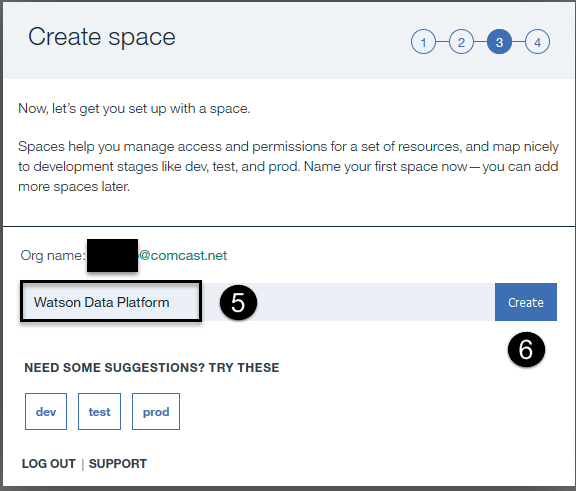 Create space
1 2 3 4
Now, let's get you set up with a space.
Spaces help you manage access and permissions for a set of resources, and map nicely
to development stages like dev, test, and prod. Name your first space now—you can add
more spaces later.
Org name: @comcast.net
Watson Data Platform 5 Create
6
NEED SOME SUGGESTIONS? TRY THESE
dev test prod
LOG OUT | SUPPORT